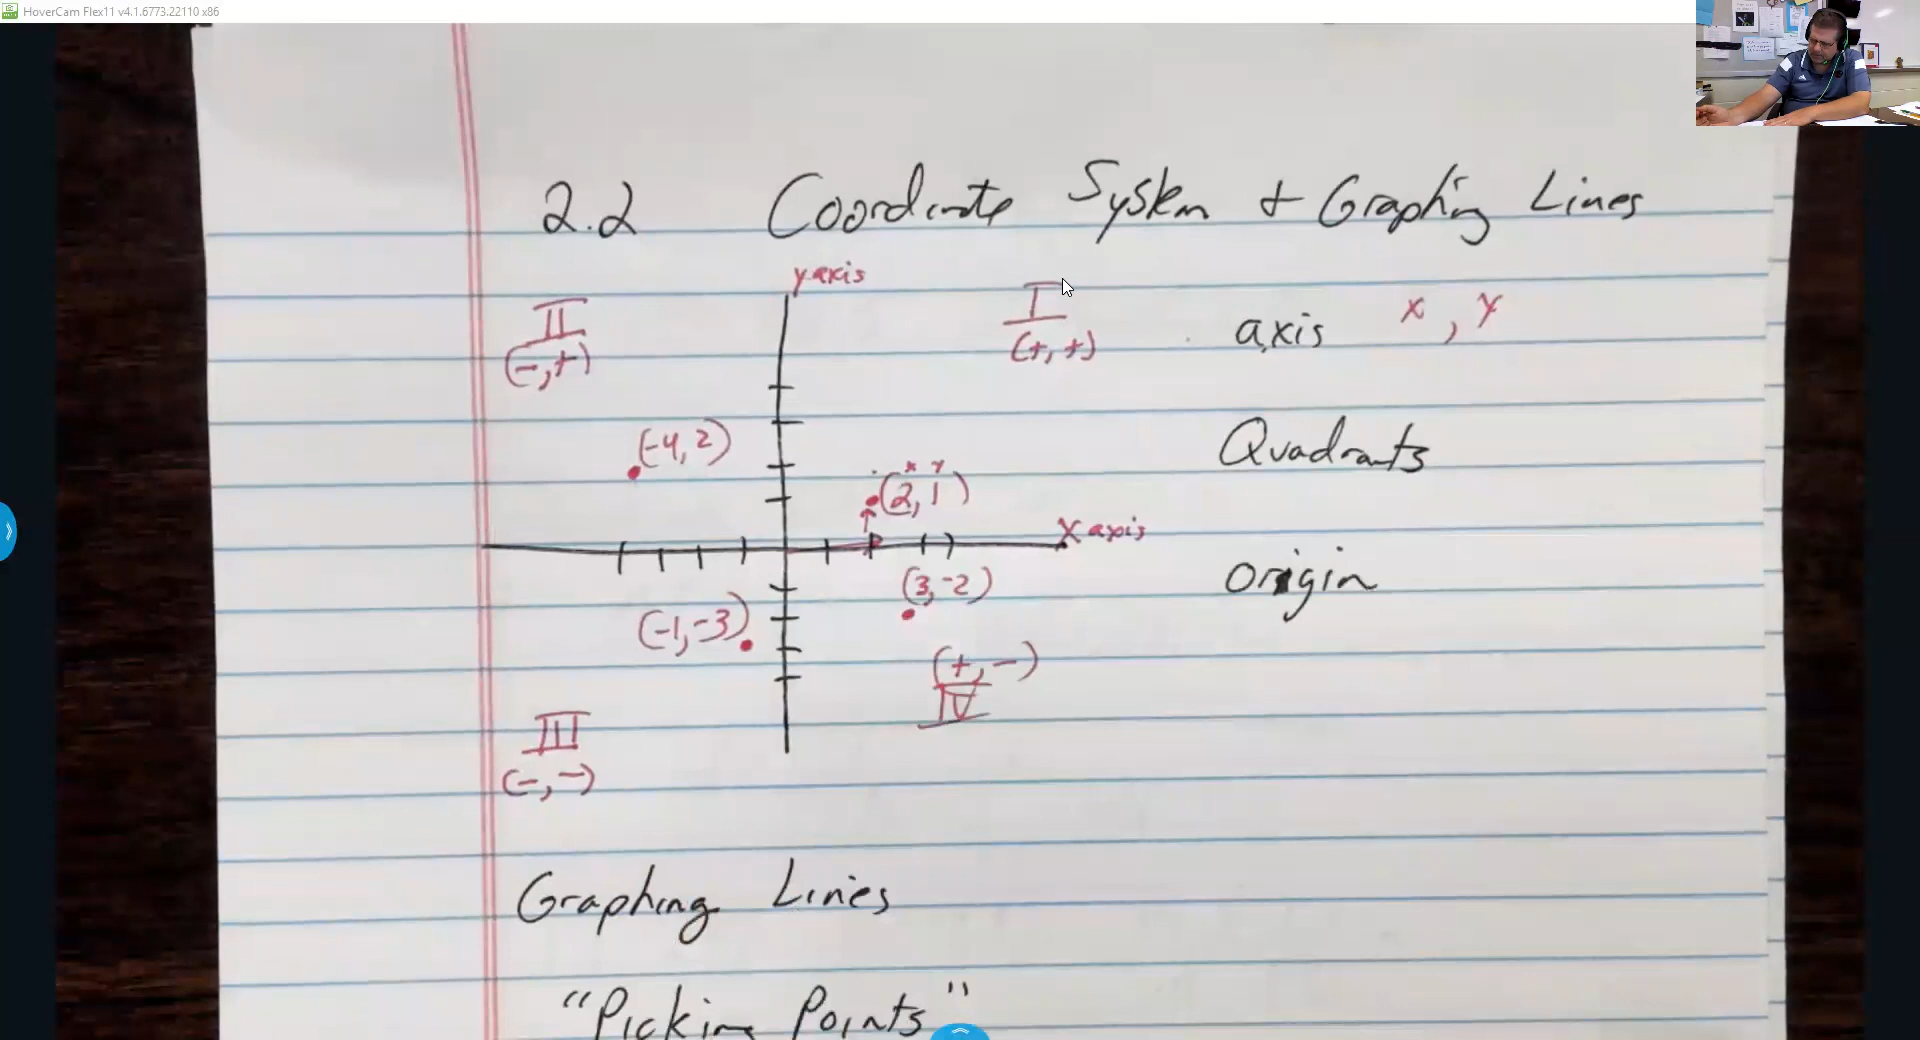 HoverCam Flex11 v4.1.6773.22110 x86
2.2 Coordinate System + Graphing Lines
y axis
II
(-,+)
I
(+,+)
axis x, y
(-4,2)
Quadrants
x y
(2,1)
x axis
(3,-2)
Origin
(-1,-3)
(+,-)
IV
III
(-,-)
Graphing Lines
"Picking Points"